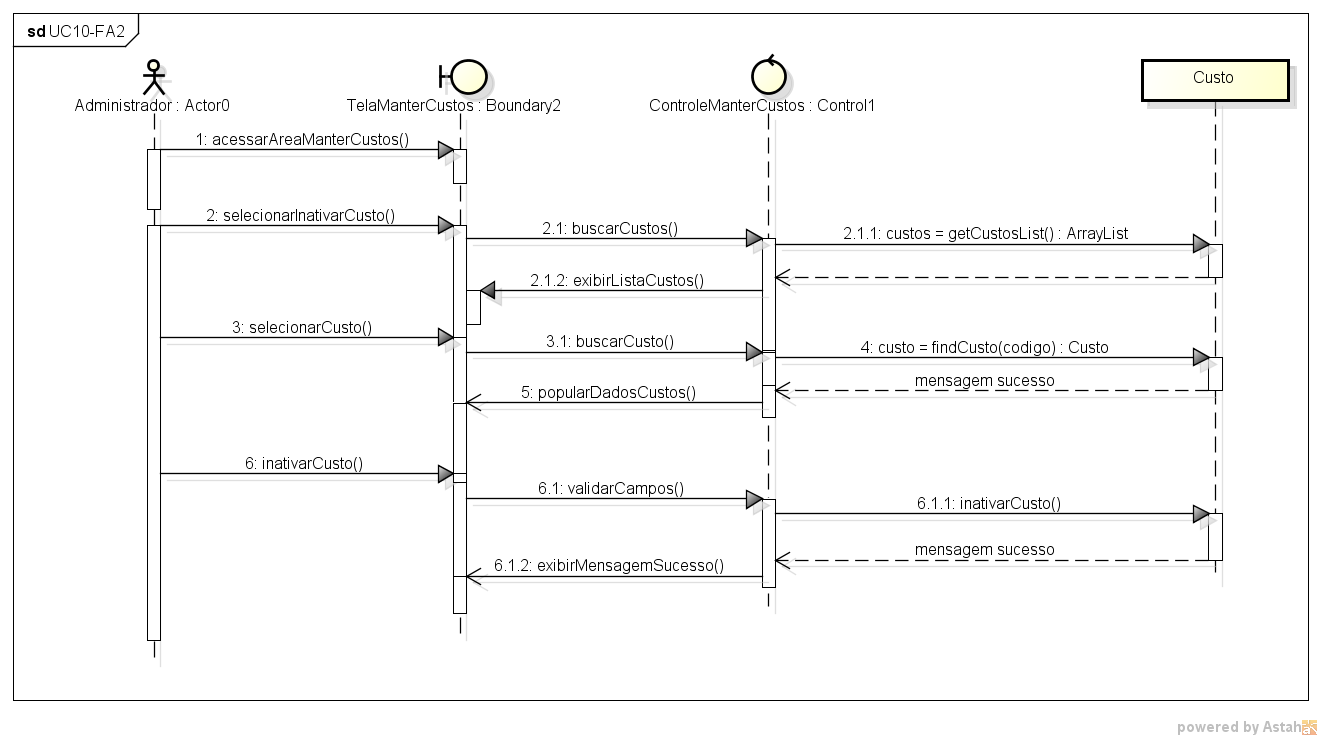 sd UC10-FA2
Administrador : Actor0
TelaManterCustos : Boundary2
ControleManterCustos : Control1
Custo
1: acessarAreaManterCustos()
2: selecionarInativarCusto()
2.1: buscarCustos()
2.1.1: custos = getCustosList() : ArrayList
2.1.2: exibirListaCustos()
3: selecionarCusto()
3.1: buscarCusto()
4: custo = findCusto(codigo) : Custo
mensagem sucesso
5: popularDadosCustos()
6: inativarCusto()
6.1: validarCampos()
6.1.1: inativarCusto()
mensagem sucesso
6.1.2: exibirMensagemSucesso()
powered by Astah